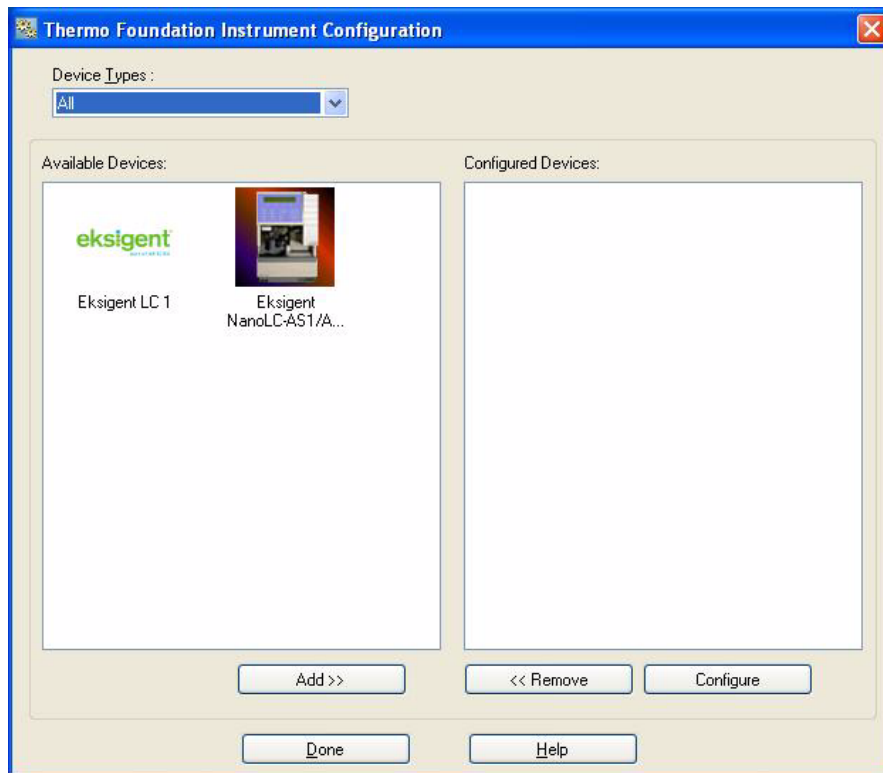 Thermo Foundation Instrument Configuration
Device Types :
All
Available Devices:
Configured Devices:
eksigent
Eksigent LC 1
Eksigent
NanoLC-AS1/A...
Add >>
<< Remove
Configure
Done
Help